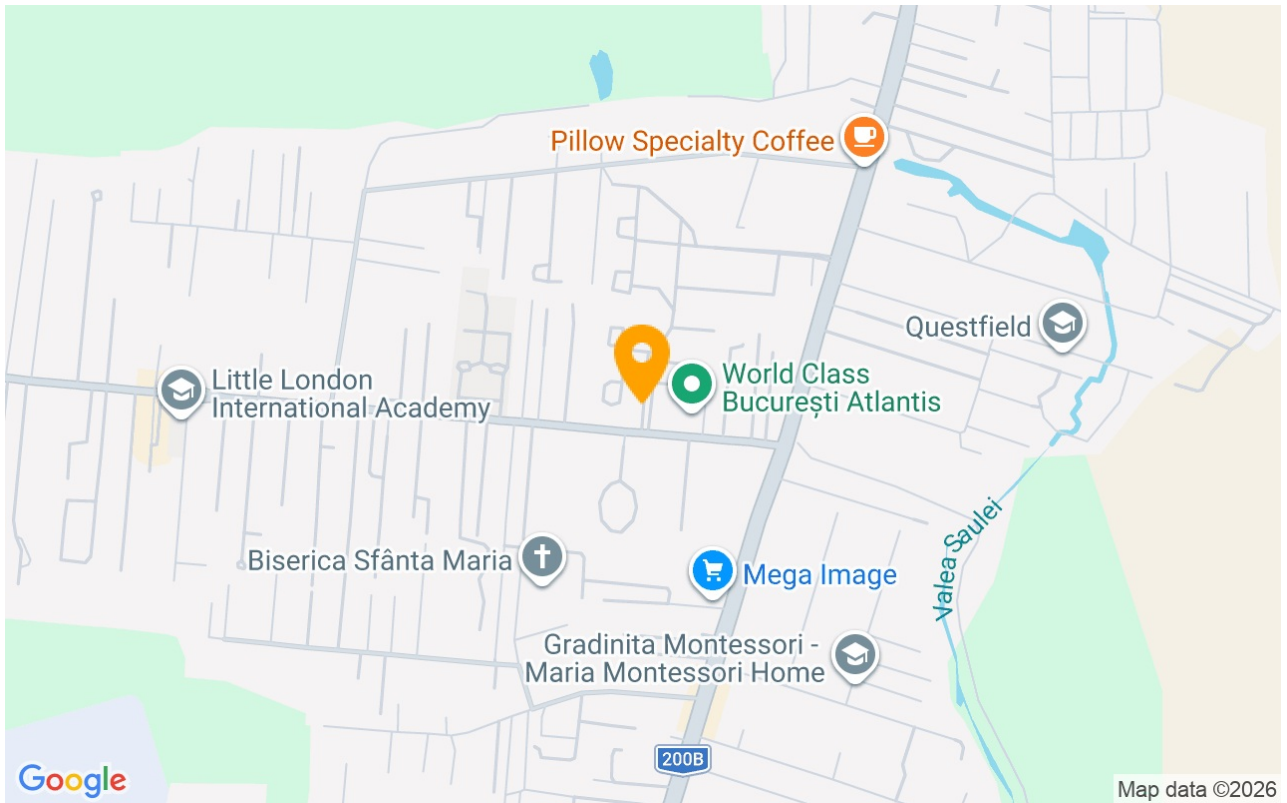 Pillow Specialty Coffee
Questfield
World Class
București Atlantis
Little London
International Academy
Valea Saulei
Biserica Sfânta Maria
Mega Image
Gradinita Montessori -
Maria Montessori Home
200B
Google
Map data ©2026